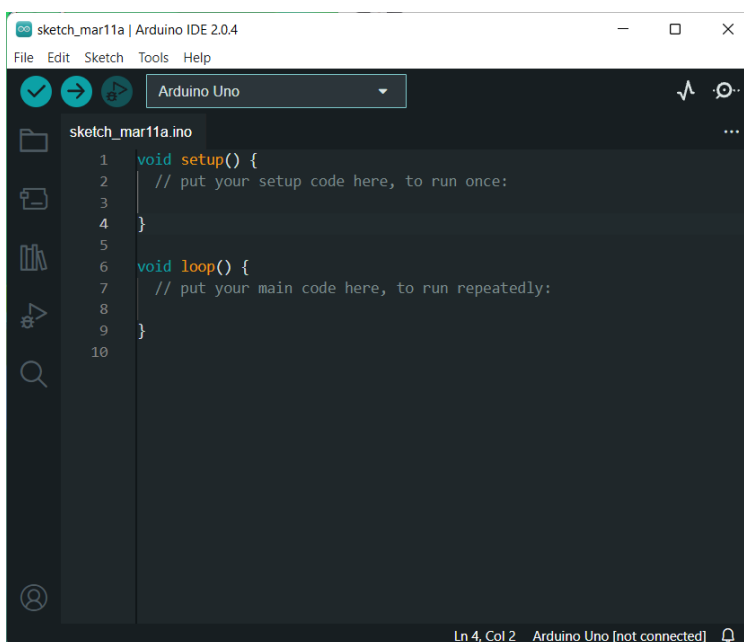 sketch_mar11a | Arduino IDE 2.0.4
File Edit Sketch Tools Help
Arduino Uno
sketch_mar11a.ino
1 void setup() {
2 // put your setup code here, to run once:
3
4 }
5
6 void loop() {
7 // put your main code here, to run repeatedly:
8
9 }
10
Ln 4, Col 2 Arduino Uno [not connected]